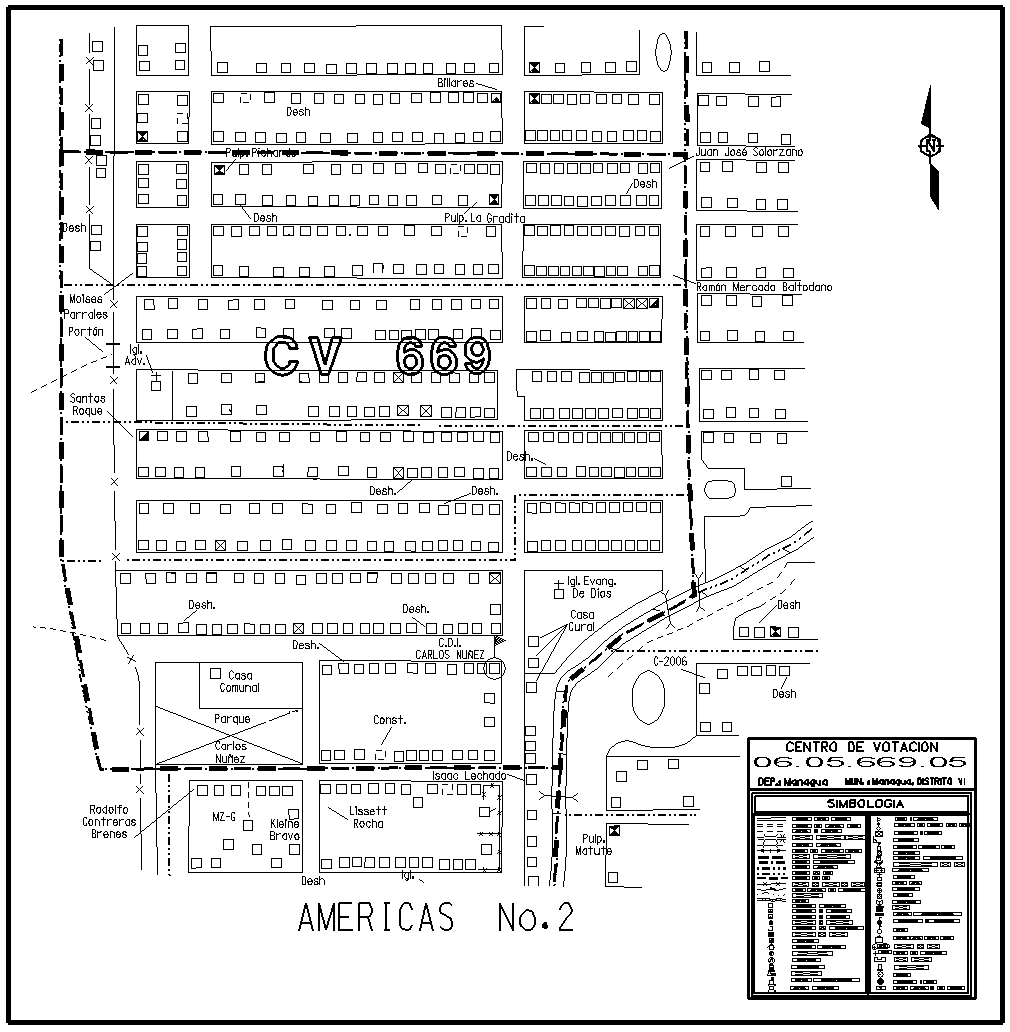 Billares
Desh
Pulp. Pichardo
Juan José Solorzano
Desh
Desh
Pulp. La Gradita
Desh
Ramón Mercada Baltodano
Moises
Parrales
Portón
Igl.
Adv.
CV 669
Santos
Roque
Desh.
Desh.
Desh.
Igl. Evang.
De Dias
Desh.
Desh.
Casa
Cural
Desh
Desh.
C.D.I.
CARLOS NUÑEZ
C-2006
Casa
Comunal
Desh
Parque
Const.
Carlos
Nuñez
CENTRO DE VOTACION
06.05.669.05
DEP.: Managua MUN.: Managua, DISTRITO VI
SIMBOLOGIA
Isaac Lechado
Rodolfo
Contreras
Brenes
MZ-G
Kleine
Bravo
Lissett
Rocha
Pulp.
Matute
Desh
Igl.
AMERICAS No.2
N